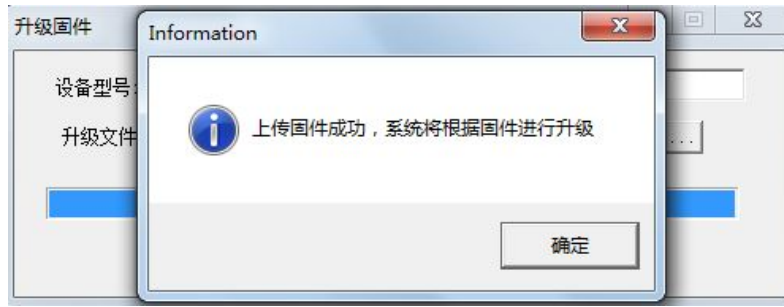 升级固件
Information
设备型号:
上传固件成功，系统将根据固件进行升级
升级文件
...
确定